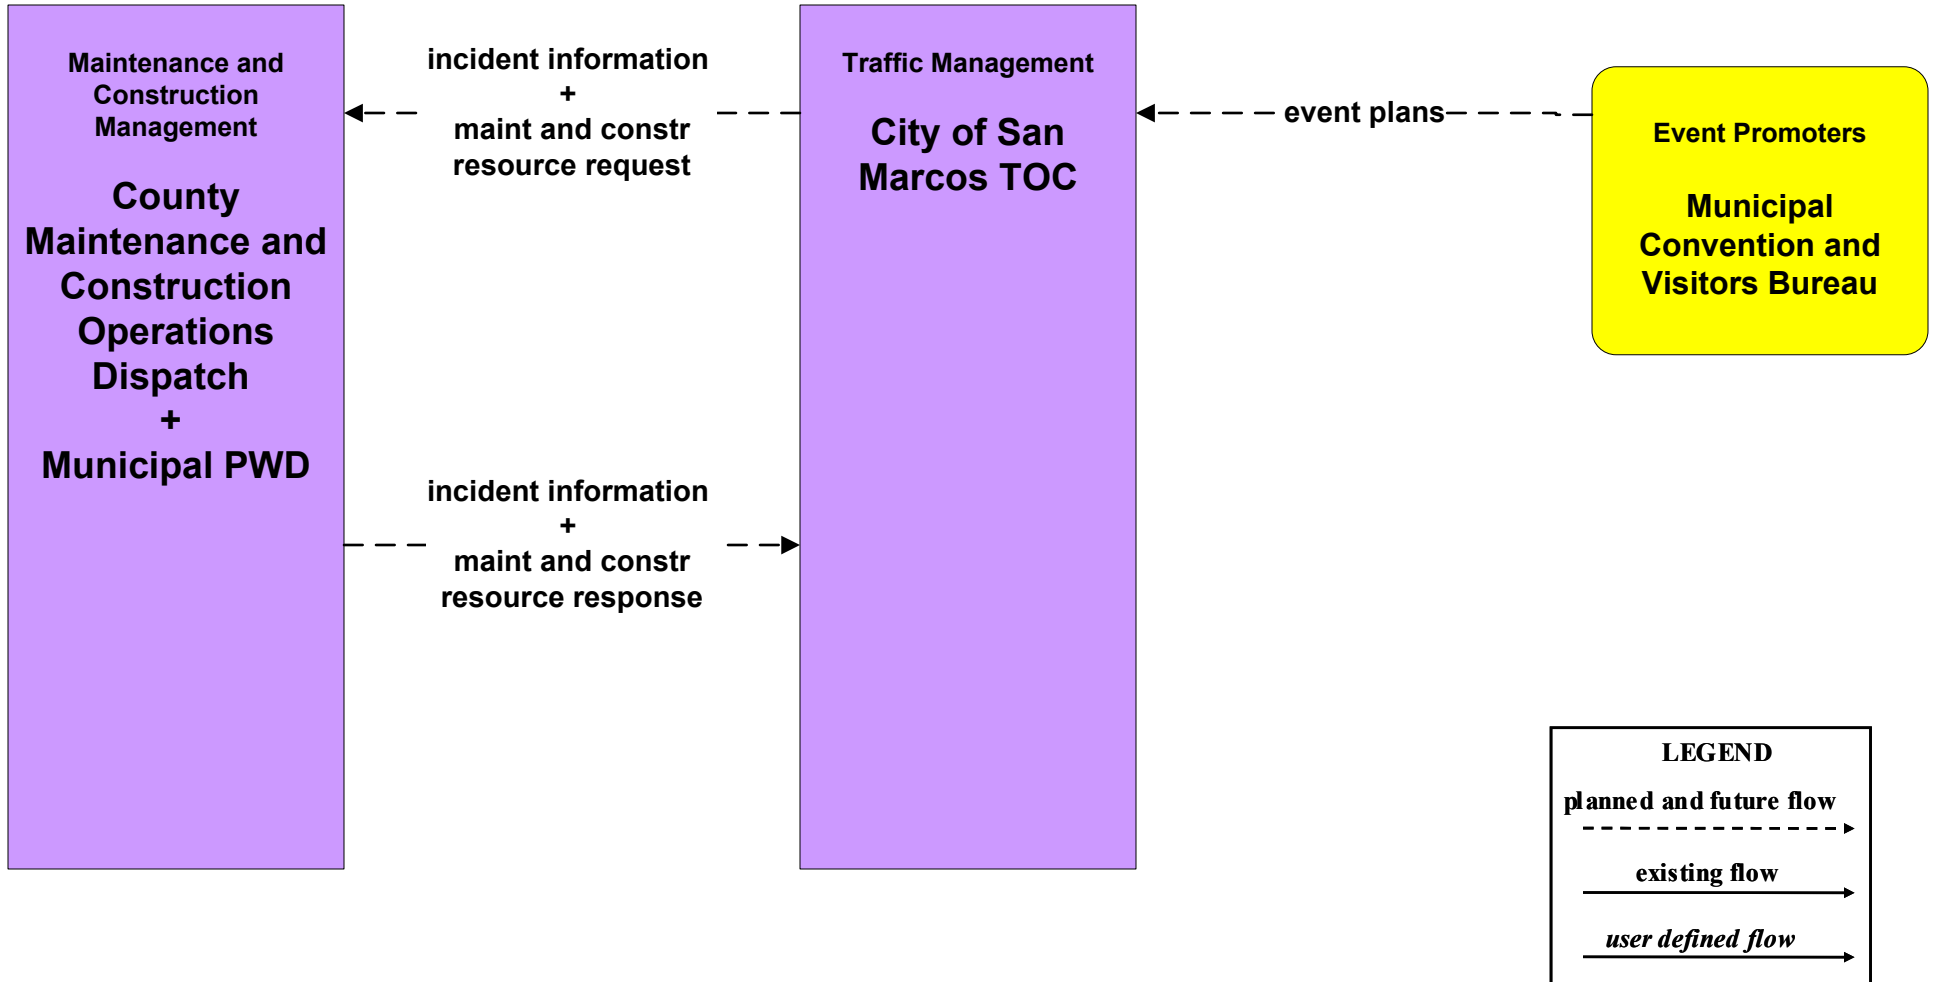 Maintenance and
Construction
Management
County
Maintenance and
Construction
Operations
Dispatch
+
Municipal PWD
incident information
+
maint and constr
resource request
incident information
+
maint and constr
resource response
Traffic Management
City of San
Marcos TOC
event plans
Event Promoters
Municipal
Convention and
Visitors Bureau
LEGEND
planned and future flow
existing flow
user defined flow